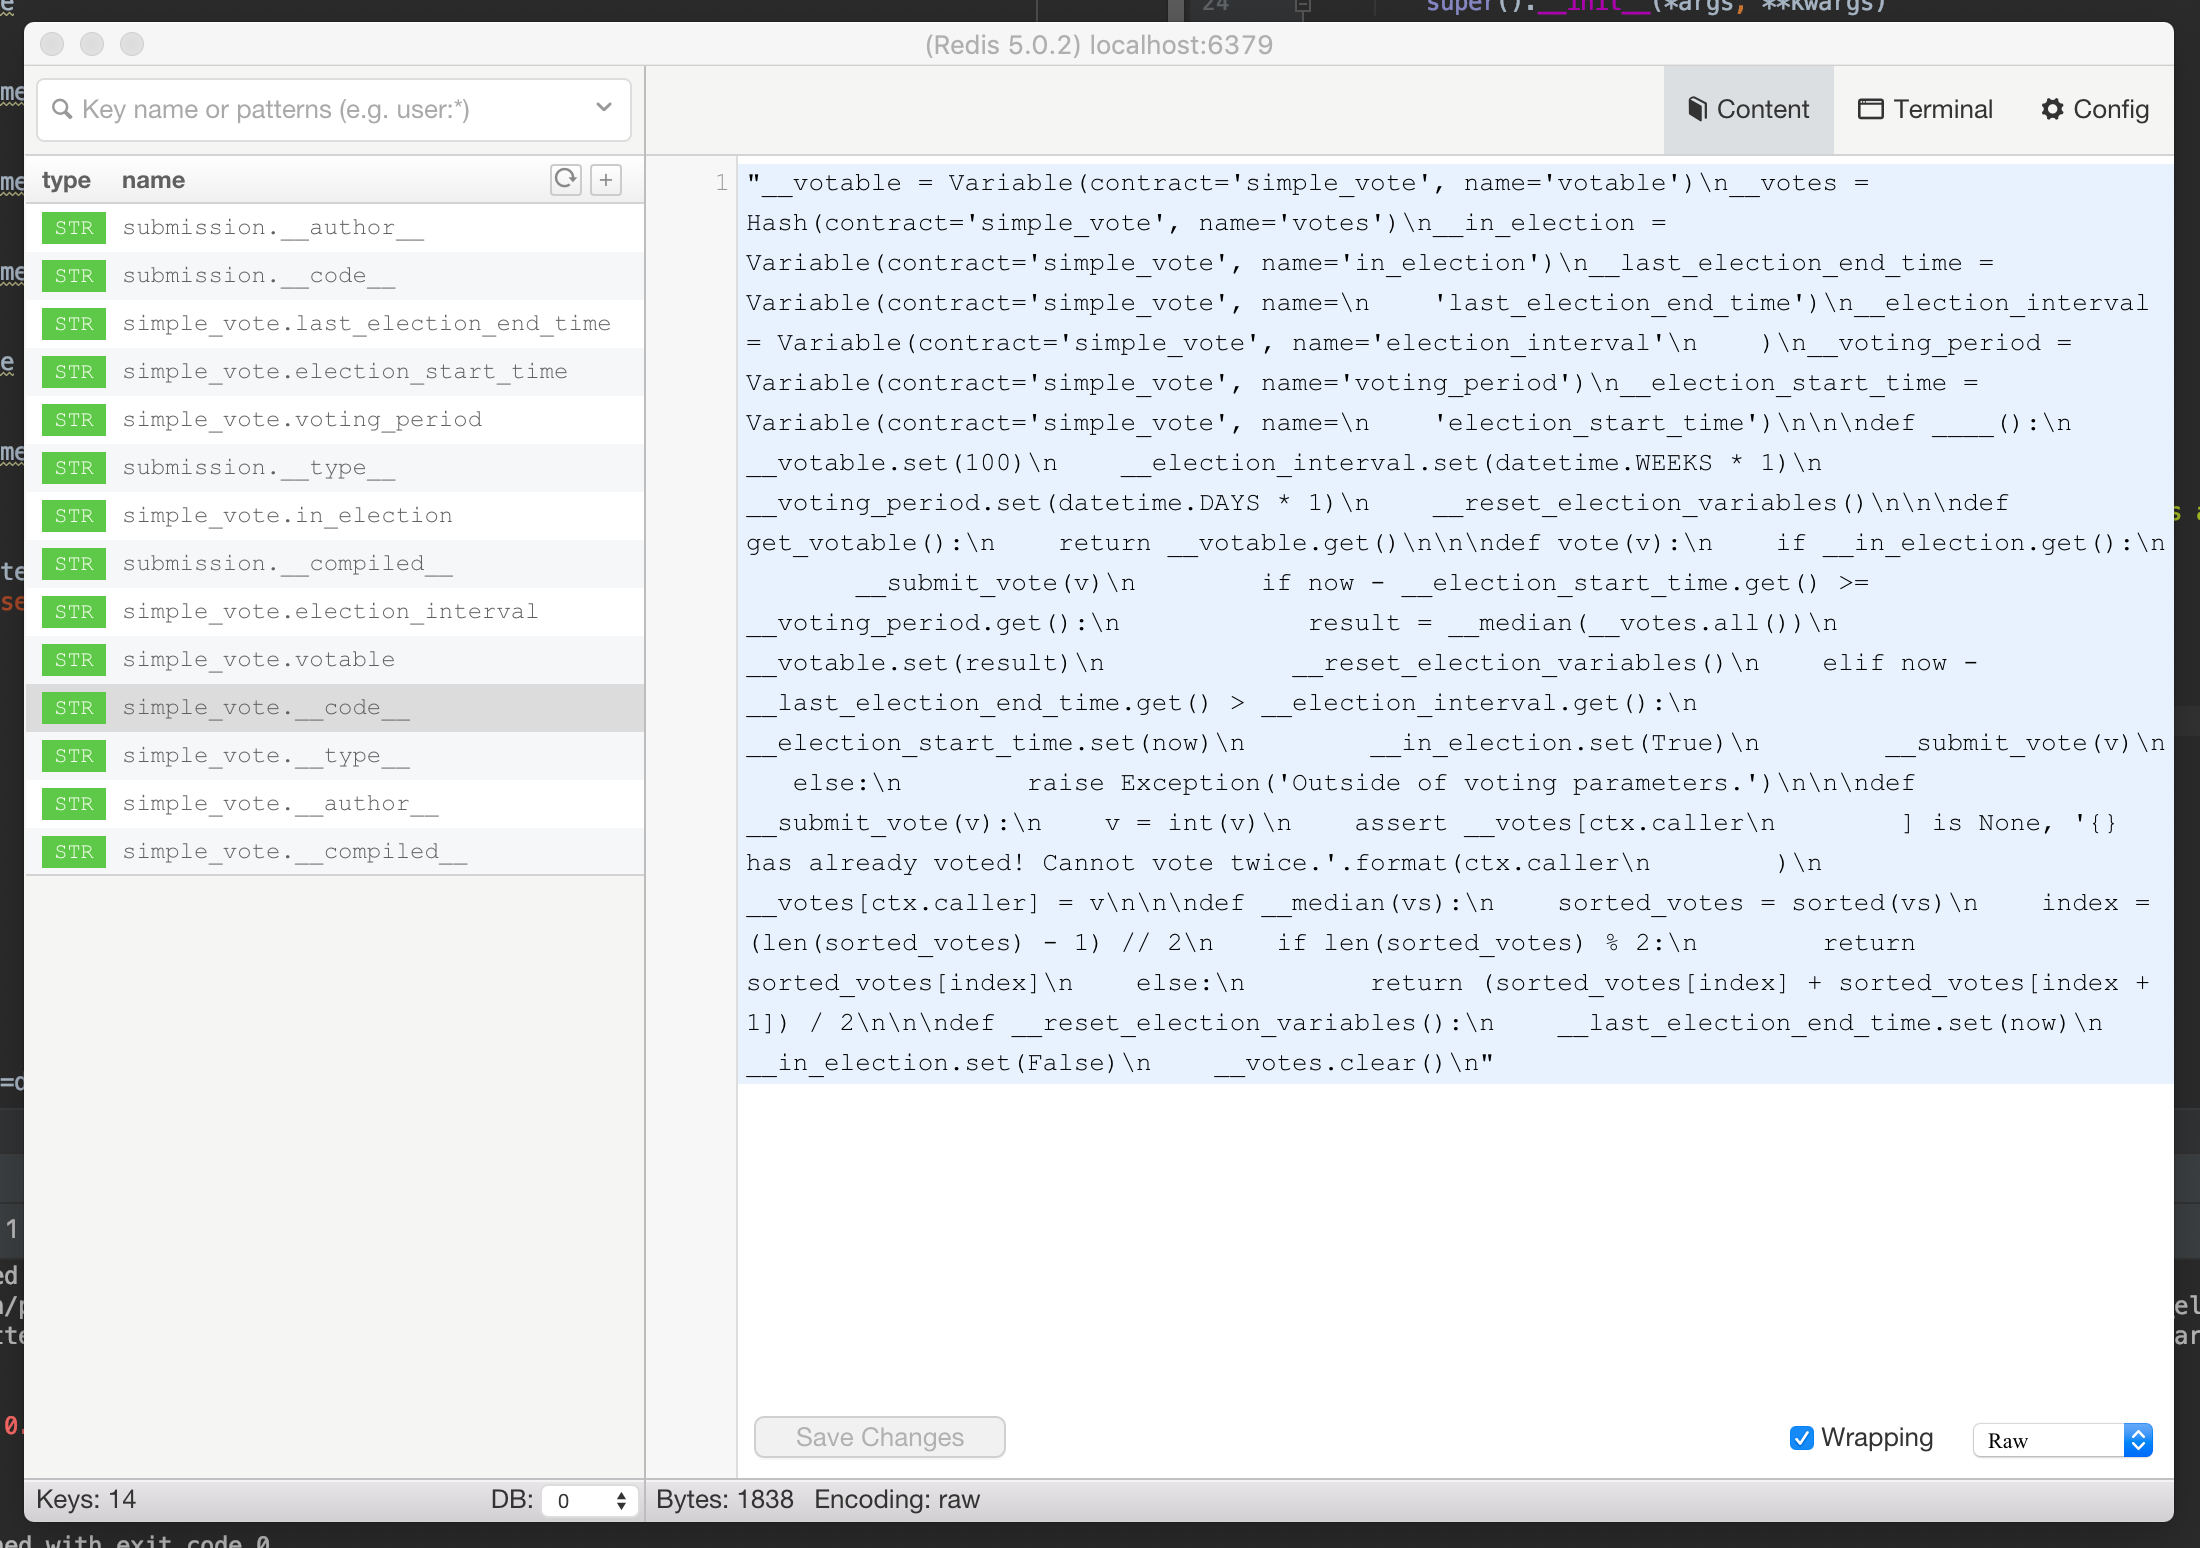 24 super().__init__(*args, **kwargs)
(Redis 5.0.2) localhost:6379
Key name or patterns (e.g. user:*)
Content
Terminal
Config
type name
STR submission.__author__
STR submission.__code__
STR simple_vote.last_election_end_time
STR simple_vote.election_start_time
STR simple_vote.voting_period
STR submission.__type__
STR simple_vote.in_election
STR submission.__compiled__
STR simple_vote.election_interval
STR simple_vote.votable
STR simple_vote.__code__
STR simple_vote.__type__
STR simple_vote.__author__
STR simple_vote.__compiled__
1 "__votable = Variable(contract='simple_vote', name='votable')\n__votes =
Hash(contract='simple_vote', name='votes')\n__in_election =
Variable(contract='simple_vote', name='in_election')\n__last_election_end_time =
Variable(contract='simple_vote', name=\n    'last_election_end_time')\n__election_interval
= Variable(contract='simple_vote', name='election_interval'\n    )\n__voting_period =
Variable(contract='simple_vote', name='voting_period')\n__election_start_time =
Variable(contract='simple_vote', name=\n    'election_start_time')\n\n\ndef ____():\n
__votable.set(100)\n    __election_interval.set(datetime.WEEKS * 1)\n
__voting_period.set(datetime.DAYS * 1)\n    __reset_election_variables()\n\n\ndef
get_votable():\n    return __votable.get()\n\n\ndef vote(v):\n    if __in_election.get():\n
       __submit_vote(v)\n        if now - __election_start_time.get() >=
__voting_period.get():\n            result = __median(__votes.all())\n
__votable.set(result)\n            __reset_election_variables()\n    elif now -
__last_election_end_time.get() > __election_interval.get():\n
__election_start_time.set(now)\n        __in_election.set(True)\n        __submit_vote(v)\n
   else:\n        raise Exception('Outside of voting parameters.')\n\n\ndef
__submit_vote(v):\n    v = int(v)\n    assert __votes[ctx.caller\n        ] is None, '{}
has already voted! Cannot vote twice.'.format(ctx.caller\n        )\n
__votes[ctx.caller] = v\n\n\ndef __median(vs):\n    sorted_votes = sorted(vs)\n    index =
(len(sorted_votes) - 1) // 2\n    if len(sorted_votes) % 2:\n        return
sorted_votes[index]\n    else:\n        return (sorted_votes[index] + sorted_votes[index +
1]) / 2\n\n\ndef __reset_election_variables():\n    __last_election_end_time.set(now)\n
__in_election.set(False)\n    __votes.clear()\n"
Save Changes
Wrapping
Raw
Keys: 14
DB: 0
Bytes: 1838 Encoding: raw
with exit code 0